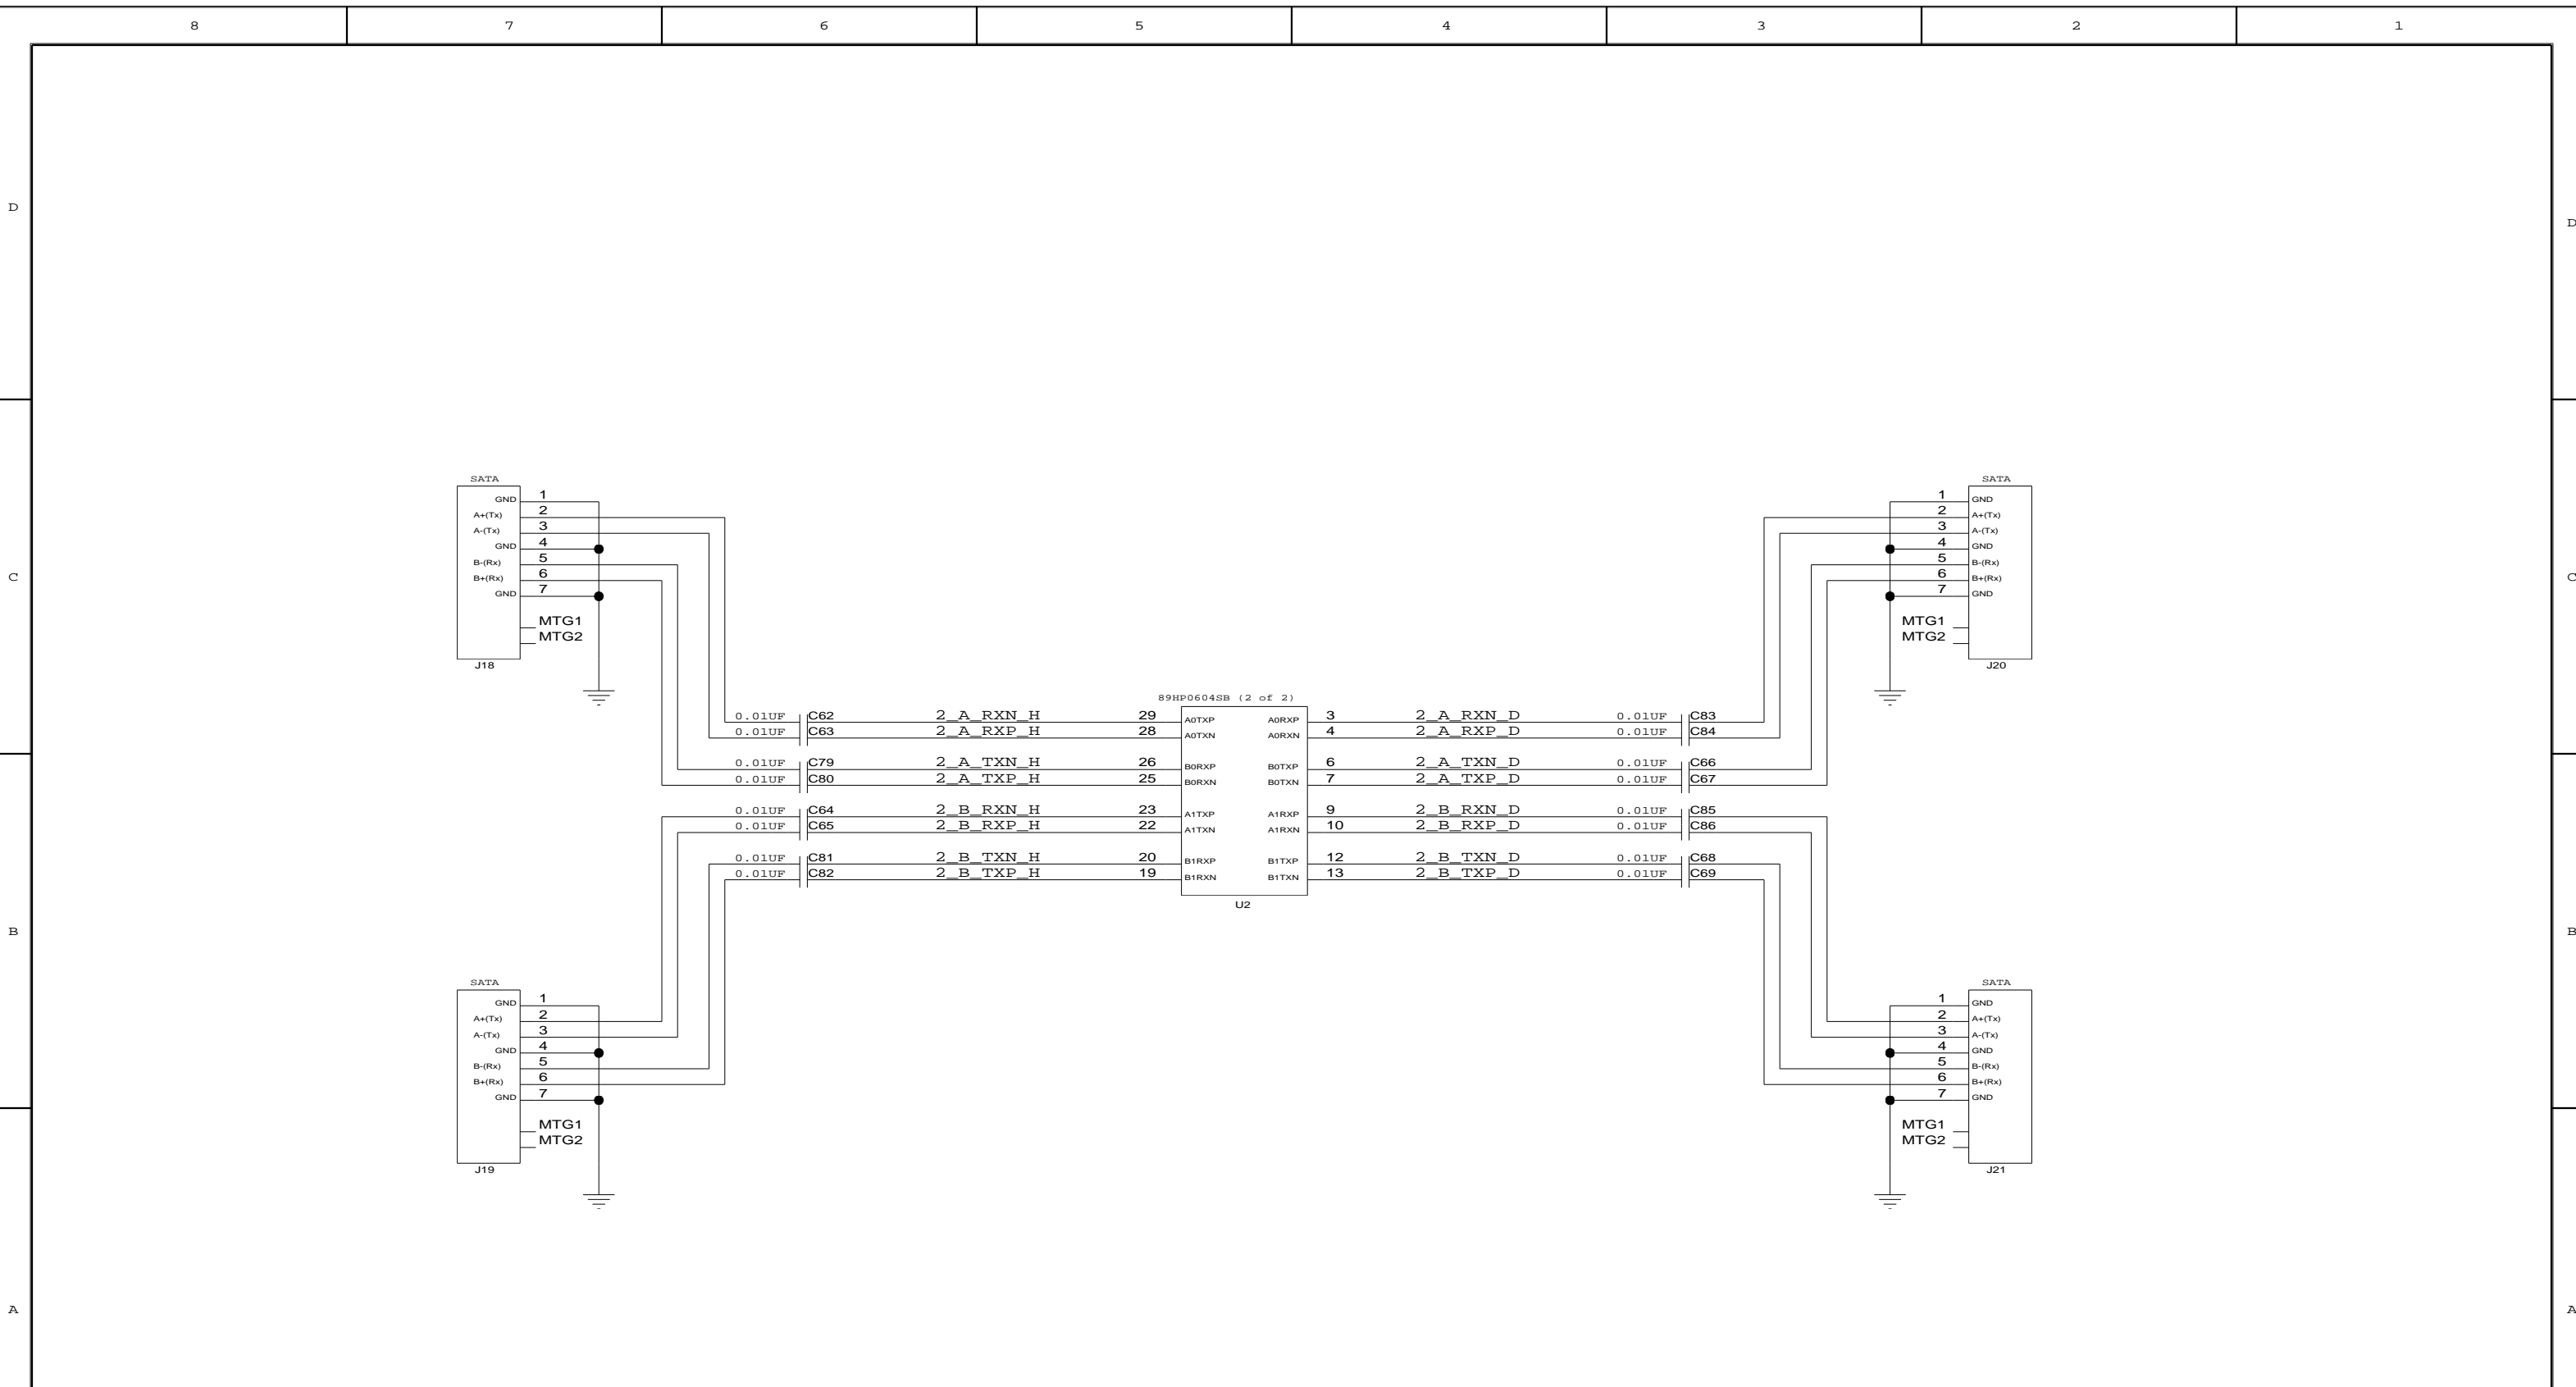 8 7 6 5 4 3 2 1
D
D
C
C
B
B
A
A
SATA
GND 1
A+(Tx) 2
A-(Tx) 3
GND 4
B-(Rx) 5
B+(Rx) 6
GND 7
MTG1
MTG2
J18
SATA
1 GND
2 A+(Tx)
3 A-(Tx)
4 GND
5 B-(Rx)
6 B+(Rx)
7 GND
MTG1
MTG2
J20
89HP0604SB (2 of 2)
0.01UF C62 2_A_RXN_H 29 A0TXP A0RXP 3 2_A_RXN_D 0.01UF C83
0.01UF C63 2_A_RXP_H 28 A0TXN A0RXN 4 2_A_RXP_D 0.01UF C84
0.01UF C79 2_A_TXN_H 26 B0RXP B0TXP 6 2_A_TXN_D 0.01UF C66
0.01UF C80 2_A_TXP_H 25 B0RXN B0TXN 7 2_A_TXP_D 0.01UF C67
0.01UF C64 2_B_RXN_H 23 A1TXP A1RXP 9 2_B_RXN_D 0.01UF C85
0.01UF C65 2_B_RXP_H 22 A1TXN A1RXN 10 2_B_RXP_D 0.01UF C86
0.01UF C81 2_B_TXN_H 20 B1RXP B1TXP 12 2_B_TXN_D 0.01UF C68
0.01UF C82 2_B_TXP_H 19 B1RXN B1TXN 13 2_B_TXP_D 0.01UF C69
U2
SATA
GND 1
A+(Tx) 2
A-(Tx) 3
GND 4
B-(Rx) 5
B+(Rx) 6
GND 7
MTG1
MTG2
J19
SATA
1 GND
2 A+(Tx)
3 A-(Tx)
4 GND
5 B-(Rx)
6 B+(Rx)
7 GND
MTG1
MTG2
J21